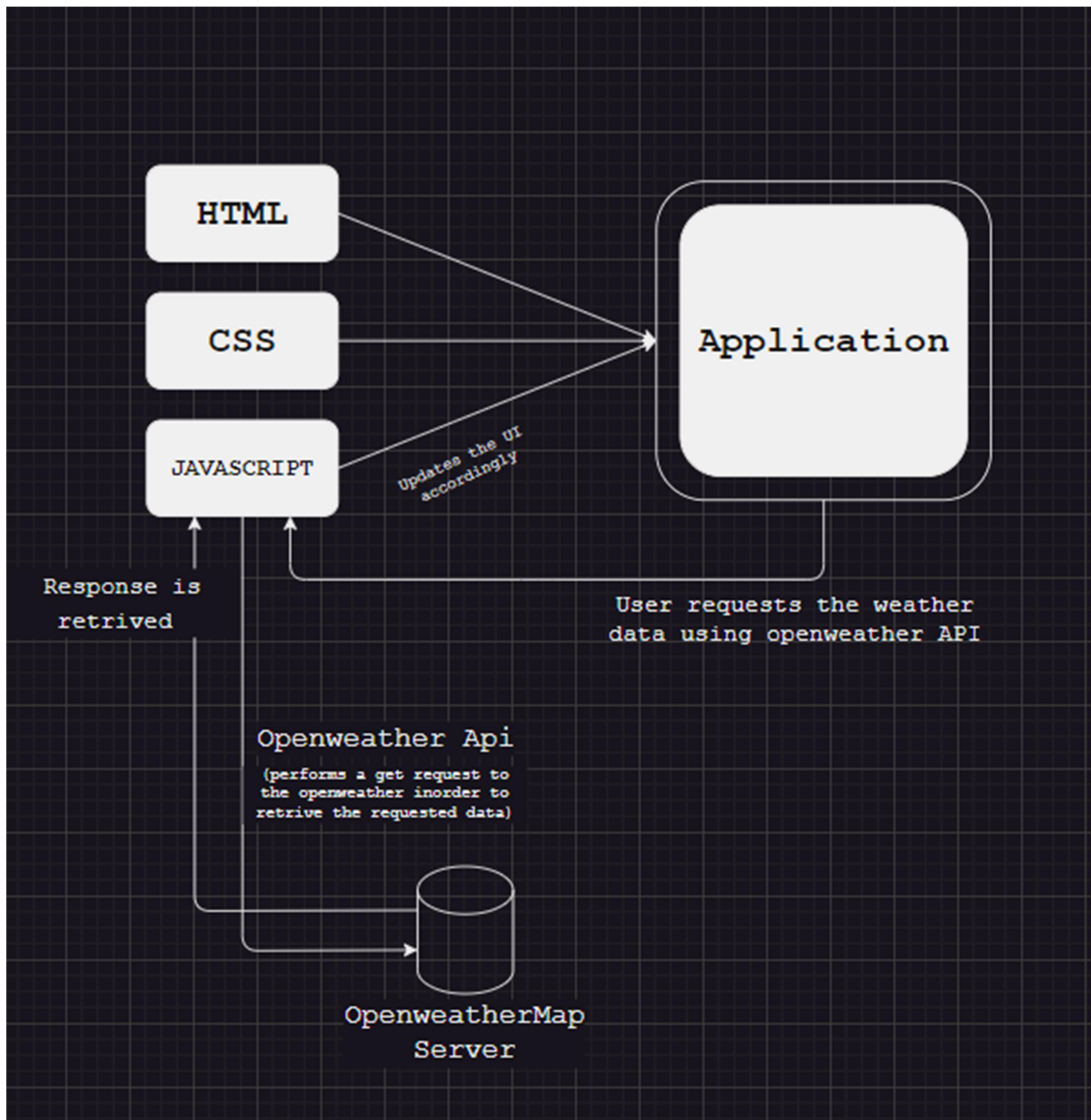 HTML
CSS
Application
JAVASCRIPT
Updates the UI
accordingly
Response is
retrived
User requests the weather
data using openweather API
Openweather Api
(performs a get request to
the openweather inorder to
retrive the requested data)
OpenweatherMap
Server